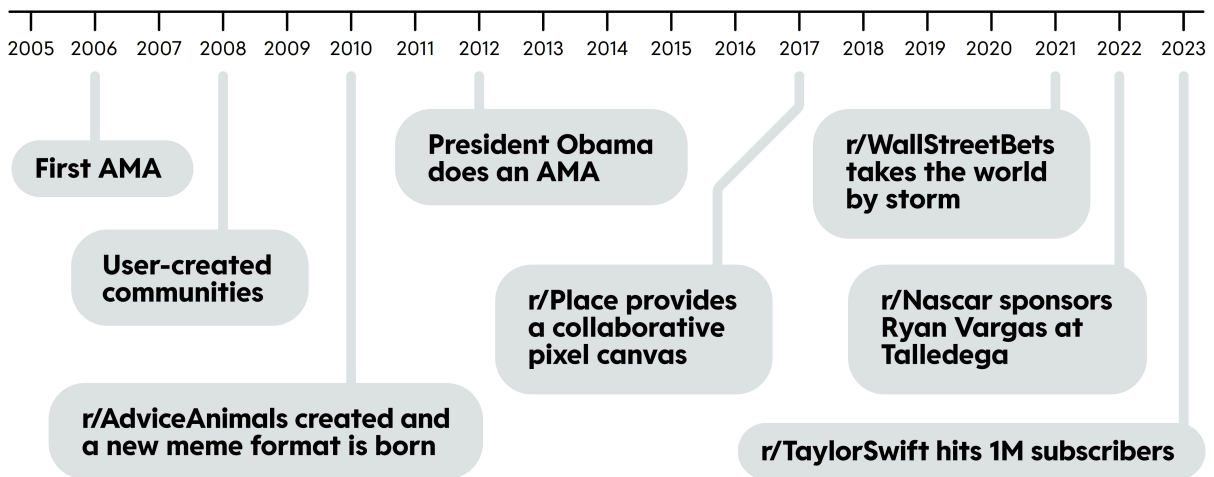 2005 2006 2007 2008 2009 2010 2011 2012 2013 2014 2015 2016 2017 2018 2019 2020 2021 2022 2023
First AMA
User-created
communities
r/AdviceAnimals created and
a new meme format is born
President Obama
does an AMA
r/Place provides
a collaborative
pixel canvas
r/WallStreetBets
takes the world
by storm
r/Nascar sponsors
Ryan Vargas at
Talledega
r/TaylorSwift hits 1M subscribers